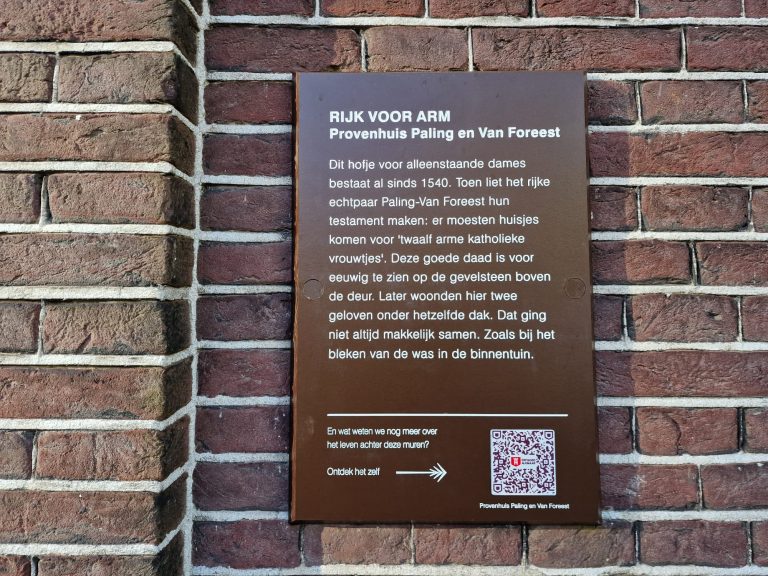 RIJK VOOR ARM
Provenhuis Paling en Van Foreest
Dit hofje voor alleenstaande dames
bestaat al sinds 1540. Toen liet het rijke
echtpaar Paling-Van Foreest hun
testament maken: er moesten huisjes
komen voor 'twaalf arme katholieke
vrouwtjes'. Deze goede daad is voor
eeuwig te zien op de gevelsteen boven
de deur. Later woonden hier twee
geloven onder hetzelfde dak. Dat ging
niet altijd makkelijk samen. Zoals bij het
bleken van de was in de binnentuin.
En wat weten we nog meer over
het leven achter deze muren?
Ontdek het zelf
Provenhuis Paling en Van Foreest